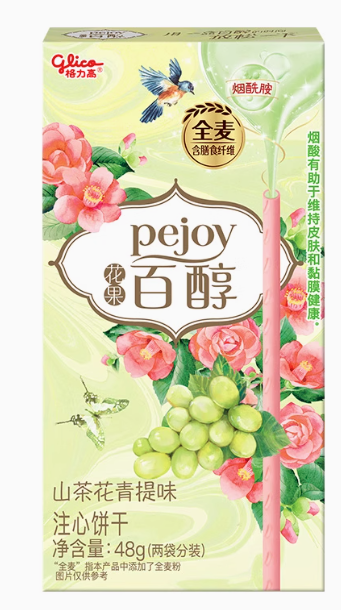 Glico
格力高®
烟酰胺
全麦
含膳食纤维
烟酸有助于维持皮肤和黏膜健康。
pejoy
花果
百醇
山茶花青提味
注心饼干
净含量:48g(两袋分装)
“全麦”指本产品中添加了全麦粉
图片仅供参考